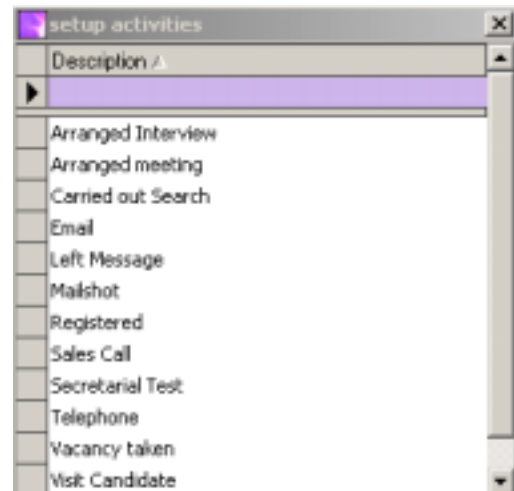 setup activities
Description
Arranged Interview
Arranged meeting
Carried out Search
Email
Left Message
Mailshot
Registered
Sales Call
Secretarial Test
Telephone
Vacancy taken
Visit Candidate